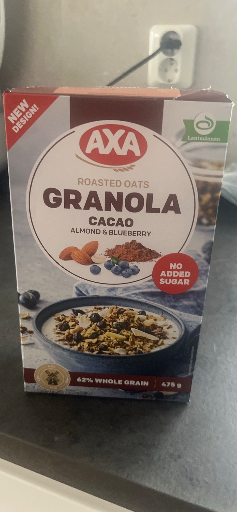 NEW
DESIGN!
AXA
ROASTED OATS
GRANOLA
CACAO
ALMOND & BLUEBERRY
NO
ADDED
SUGAR
62% WHOLE GRAIN
475 g